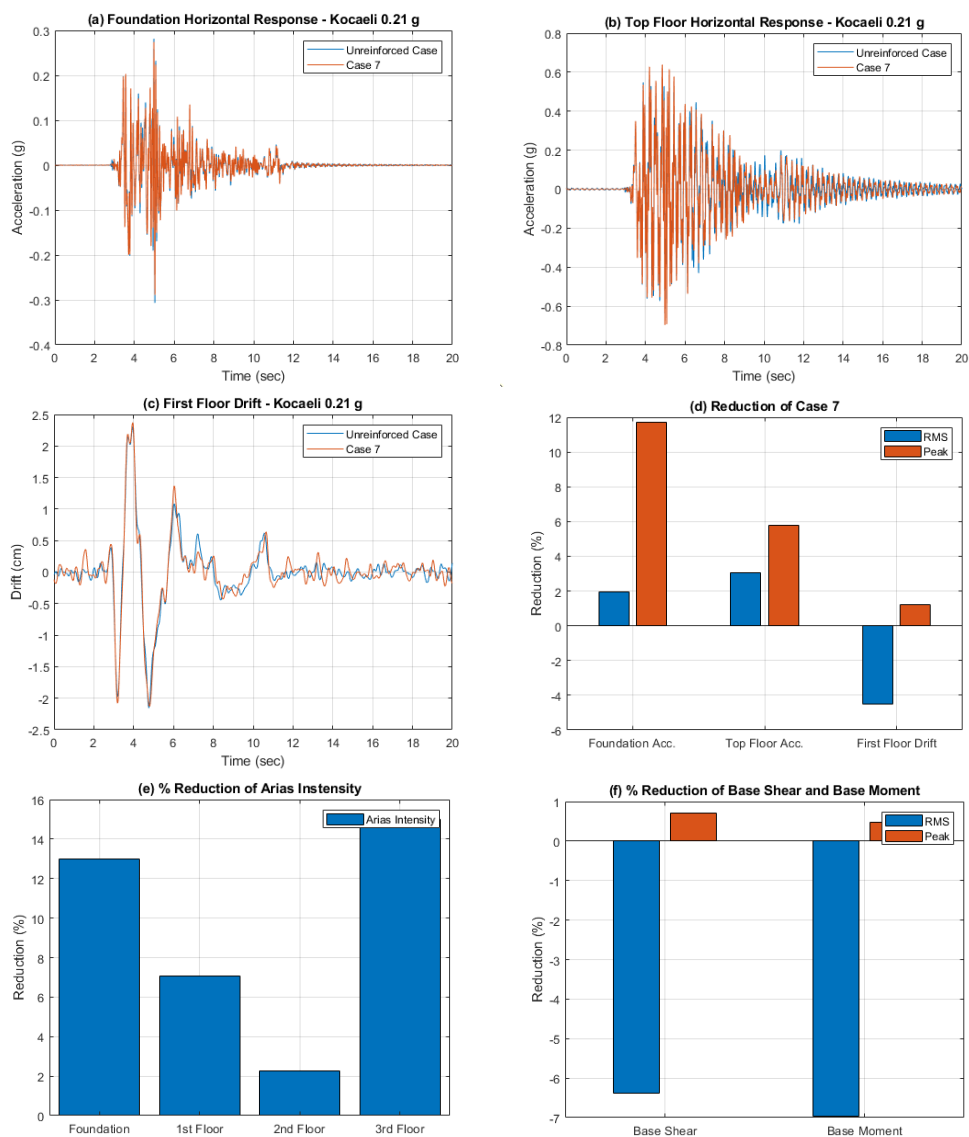 (a) Foundation Horizontal Response - Kocaeli 0.21 g
Acceleration (g)
0.3
0.2
0.1
0
-0.1
-0.2
-0.3
-0.4
Unreinforced Case
Case 7
0 2 4 6 8 10 12 14 16 18 20
Time (sec)
(b) Top Floor Horizontal Response - Kocaeli 0.21 g
Acceleration (g)
0.8
0.6
0.4
0.2
0
-0.2
-0.4
-0.6
-0.8
Unreinforced Case
Case 7
0 2 4 6 8 10 12 14 16 18 20
Time (sec)
(c) First Floor Drift - Kocaeli 0.21 g
Drift (cm)
2.5
2
1.5
1
0.5
0
-0.5
-1
-1.5
-2
-2.5
Unreinforced Case
Case 7
0 2 4 6 8 10 12 14 16 18 20
Time (sec)
(d) Reduction of Case 7
Reduction (%)
12
10
8
6
4
2
0
-2
-4
-6
RMS
Peak
Foundation Acc. Top Floor Acc. First Floor Drift
(e) % Reduction of Arias Instensity
Reduction (%)
16
14
12
10
8
6
4
2
0
Arias Intensity
Foundation 1st Floor 2nd Floor 3rd Floor
(f) % Reduction of Base Shear and Base Moment
Reduction (%)
1
0
-1
-2
-3
-4
-5
-6
-7
RMS
Peak
Base Shear Base Moment